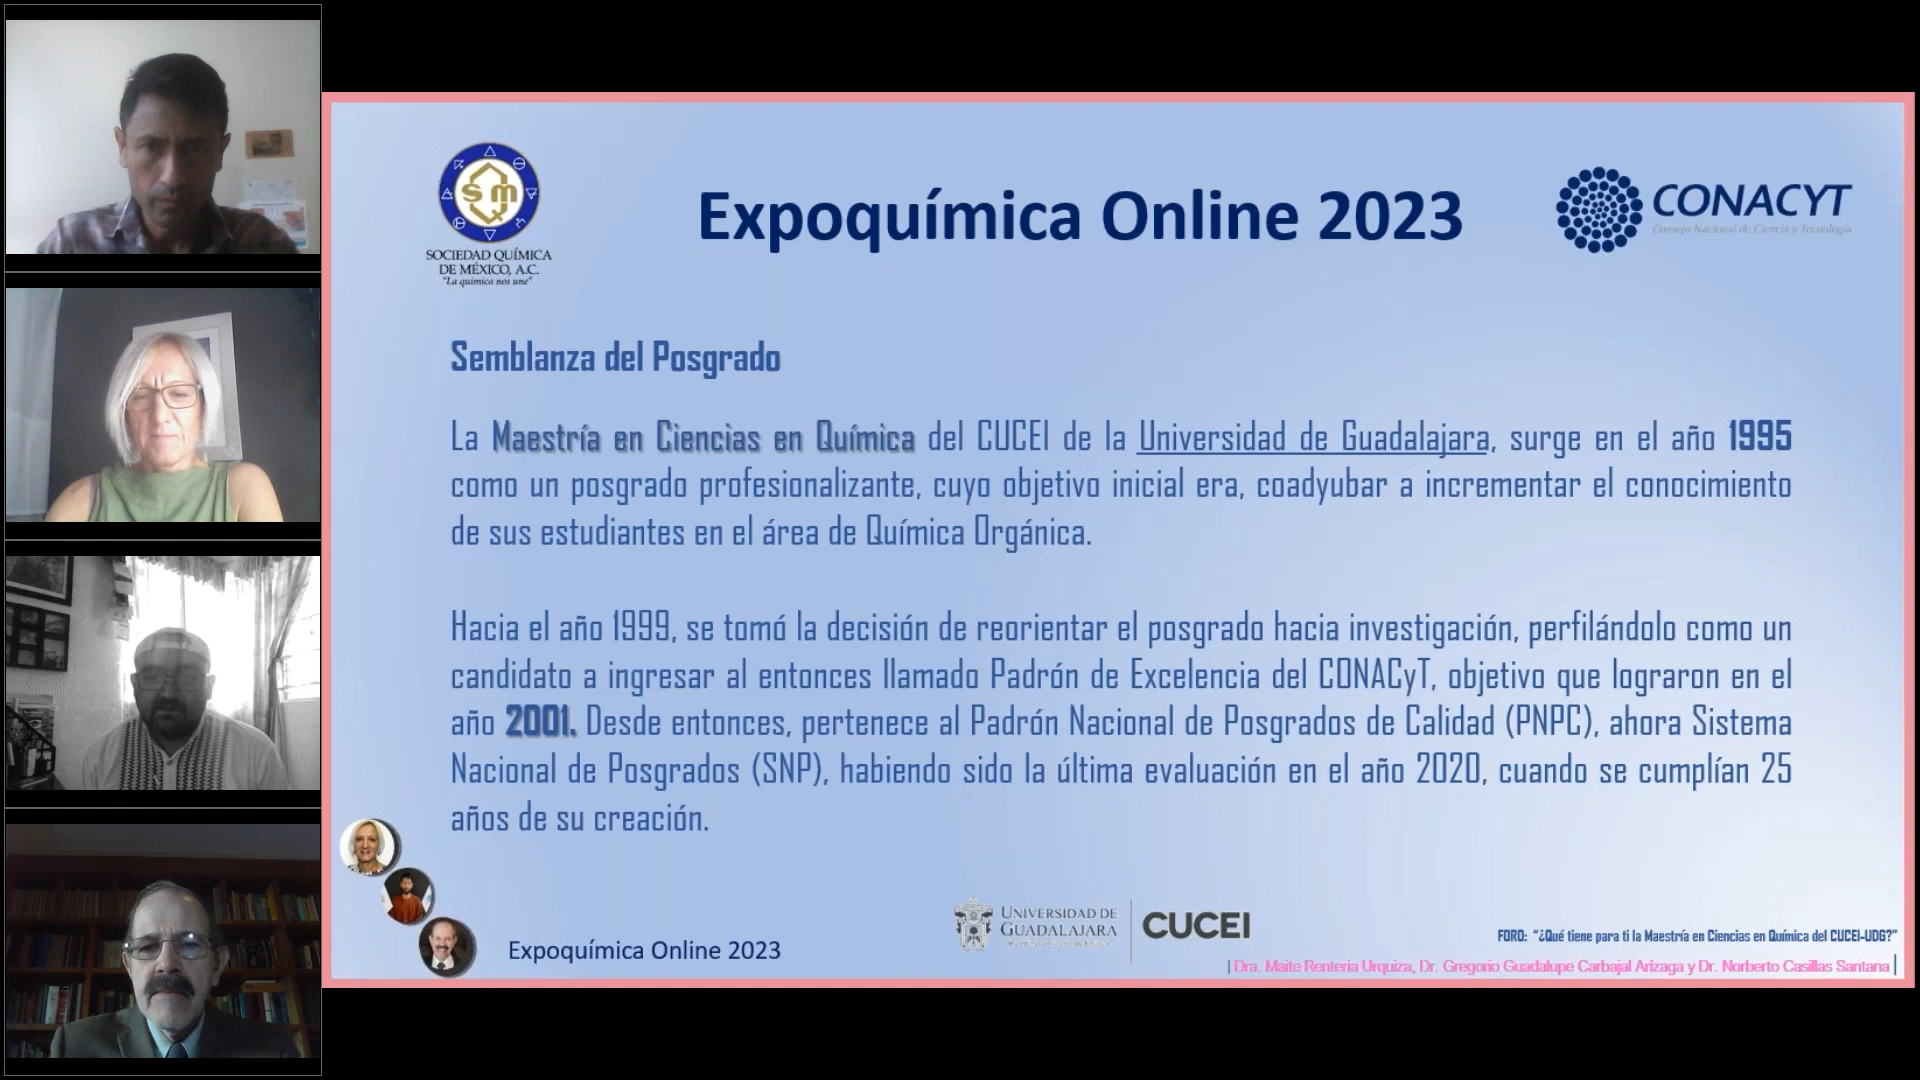 SMQ
SOCIEDAD QUÍMICA
DE MÉXICO, A.C.
"La química nos une"
Expoquímica Online 2023
CONACYT
Consejo Nacional de Ciencia y Tecnología
Semblanza del Posgrado
La Maestría en Ciencias en Química del CUCEI de la Universidad de Guadalajara, surge en el año 1995
como un posgrado profesionalizante, cuyo objetivo inicial era, coadyubar a incrementar el conocimiento
de sus estudiantes en el área de Química Orgánica.
Hacia el año 1999, se tomó la decisión de reorientar el posgrado hacia investigación, perfilándolo como un
candidato a ingresar al entonces llamado Padrón de Excelencia del CONACyT, objetivo que lograron en el
año 2001. Desde entonces, pertenece al Padrón Nacional de Posgrados de Calidad (PNPC), ahora Sistema
Nacional de Posgrados (SNP), habiendo sido la última evaluación en el año 2020, cuando se cumplían 25
años de su creación.
Expoquímica Online 2023
UNIVERSIDAD DE
GUADALAJARA
CUCEI
FORO: "¿Qué tiene para ti la Maestría en Ciencias en Química del CUCEI-UDG?"
| Dra. Maite Rentería Urquiza, Dr. Gregorio Guadalupe Carbajal Arízaga y Dr. Norberto Casillas Santana |